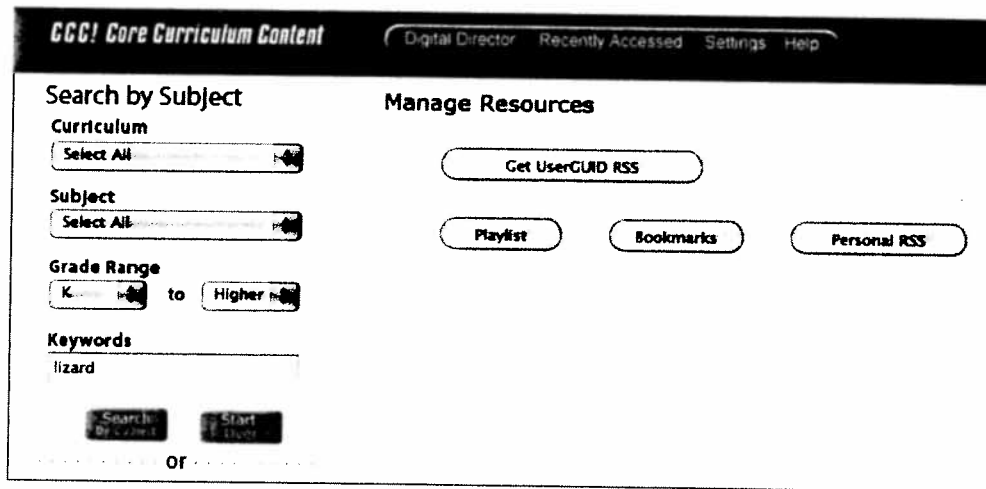 CCC! Core Curriculum Content
Digital Director Recently Accessed Settings Help
Search by Subject
Curriculum
Select All
Subject
Select All
Grade Range
K to Higher
Keywords
lizard
Search
Start
or
Manage Resources
Get UserGUID RSS
Playlist Bookmarks Personal RSS